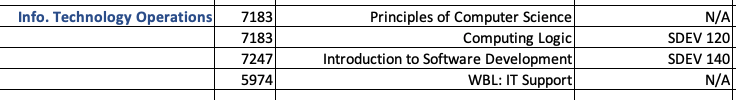 Info. Technology Operations 7183 Principles of Computer Science N/A
7183 Computing Logic SDEV 120
7247 Introduction to Software Development SDEV 140
5974 WBL: IT Support N/A